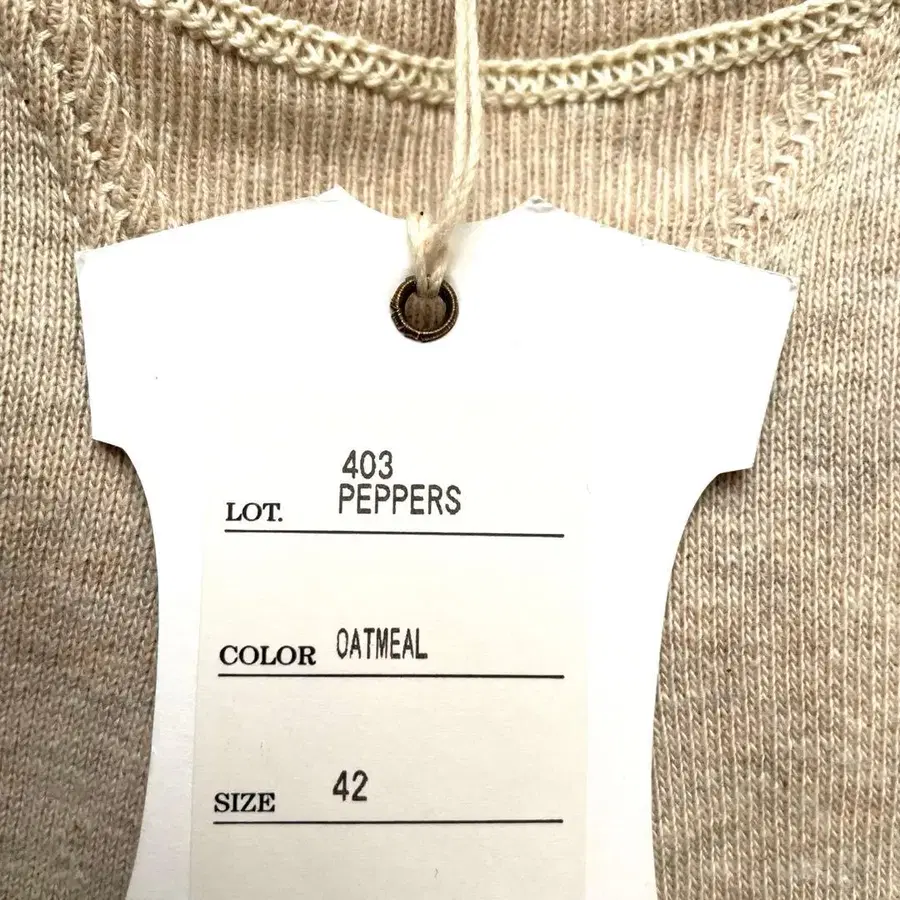 403
LOT. PEPPERS
COLOR OATMEAL
SIZE 42